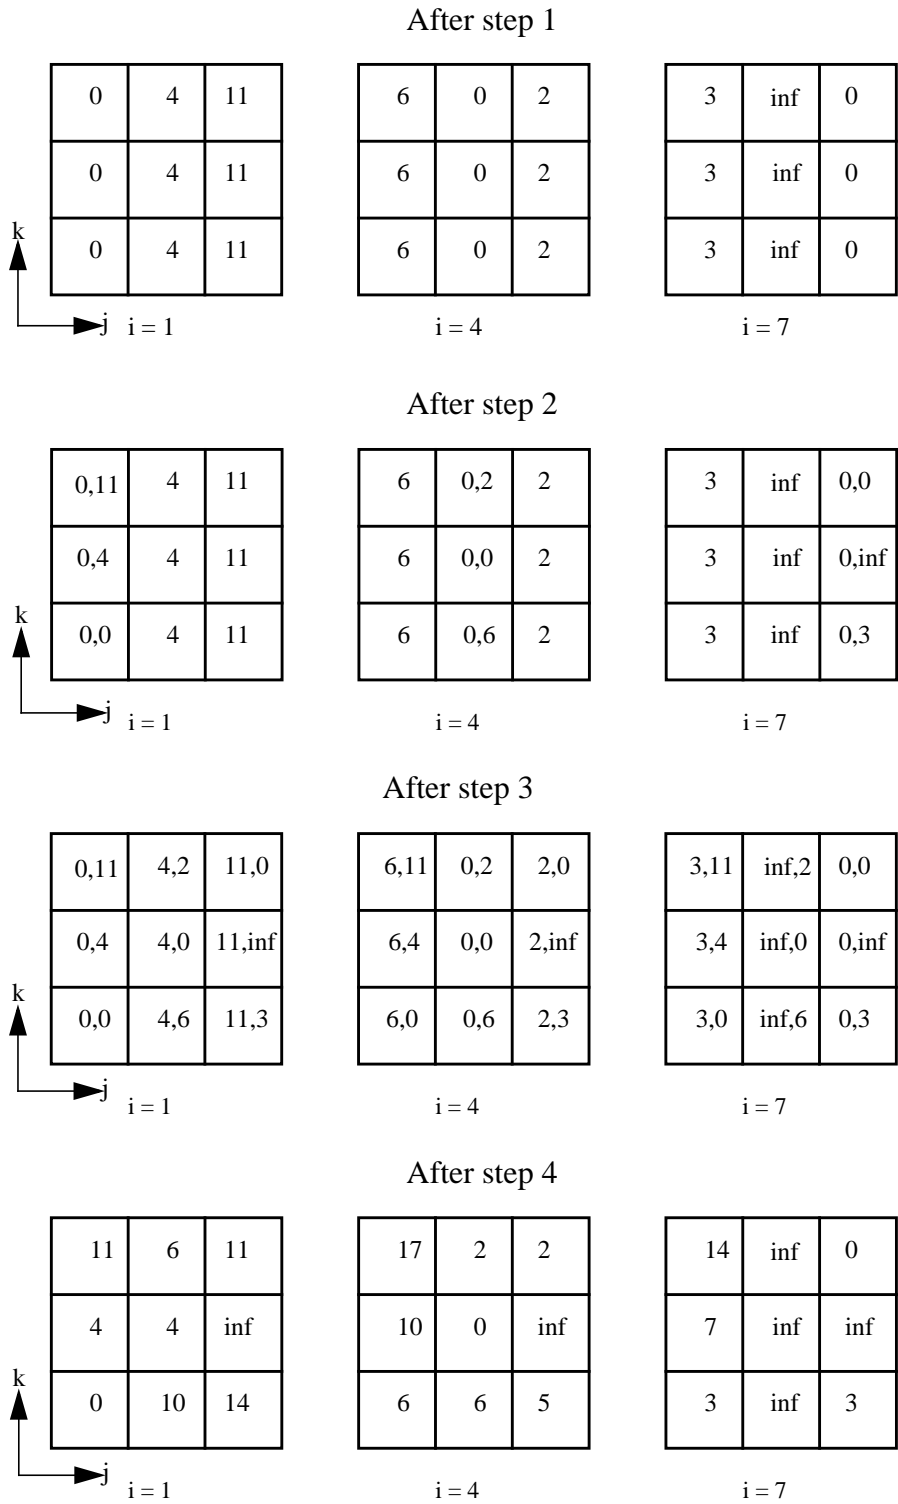 After step 1
0 4 11 6 0 2 3 inf 0
0 4 11 6 0 2 3 inf 0
k
0 4 11 6 0 2 3 inf 0
j i = 1 i = 4 i = 7
After step 2
0,11 4 11 6 0,2 2 3 inf 0,0
0,4 4 11 6 0,0 2 3 inf 0,inf
k
0,0 4 11 6 0,6 2 3 inf 0,3
j i = 1 i = 4 i = 7
After step 3
0,11 4,2 11,0 6,11 0,2 2,0 3,11 inf,2 0,0
0,4 4,0 11,inf 6,4 0,0 2,inf 3,4 inf,0 0,inf
k
0,0 4,6 11,3 6,0 0,6 2,3 3,0 inf,6 0,3
j i = 1 i = 4 i = 7
After step 4
11 6 11 17 2 2 14 inf 0
4 4 inf 10 0 inf 7 inf inf
k
0 10 14 6 6 5 3 inf 3
j i = 1 i = 4 i = 7